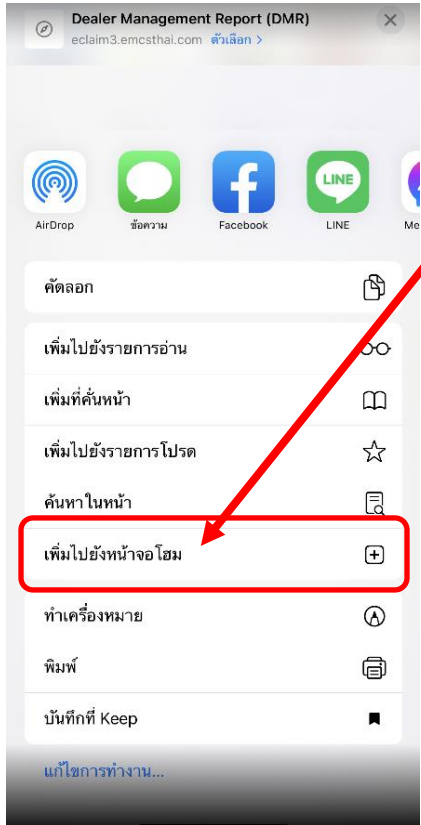 Dealer Management Report (DMR)
eclaim3.emcsthai.com ตัวเลือก >
LINE
AirDrop ข้อความ Facebook LINE Me
คัดลอก
เพิ่มไปยังรายการอ่าน
เพิ่มที่คั่นหน้า
เพิ่มไปยังรายการโปรด
ค้นหาในหน้า
เพิ่มไปยังหน้าจอโฮม
ทำเครื่องหมาย
พิมพ์
บันทึกที่ Keep
แก้ไขการทำงาน...